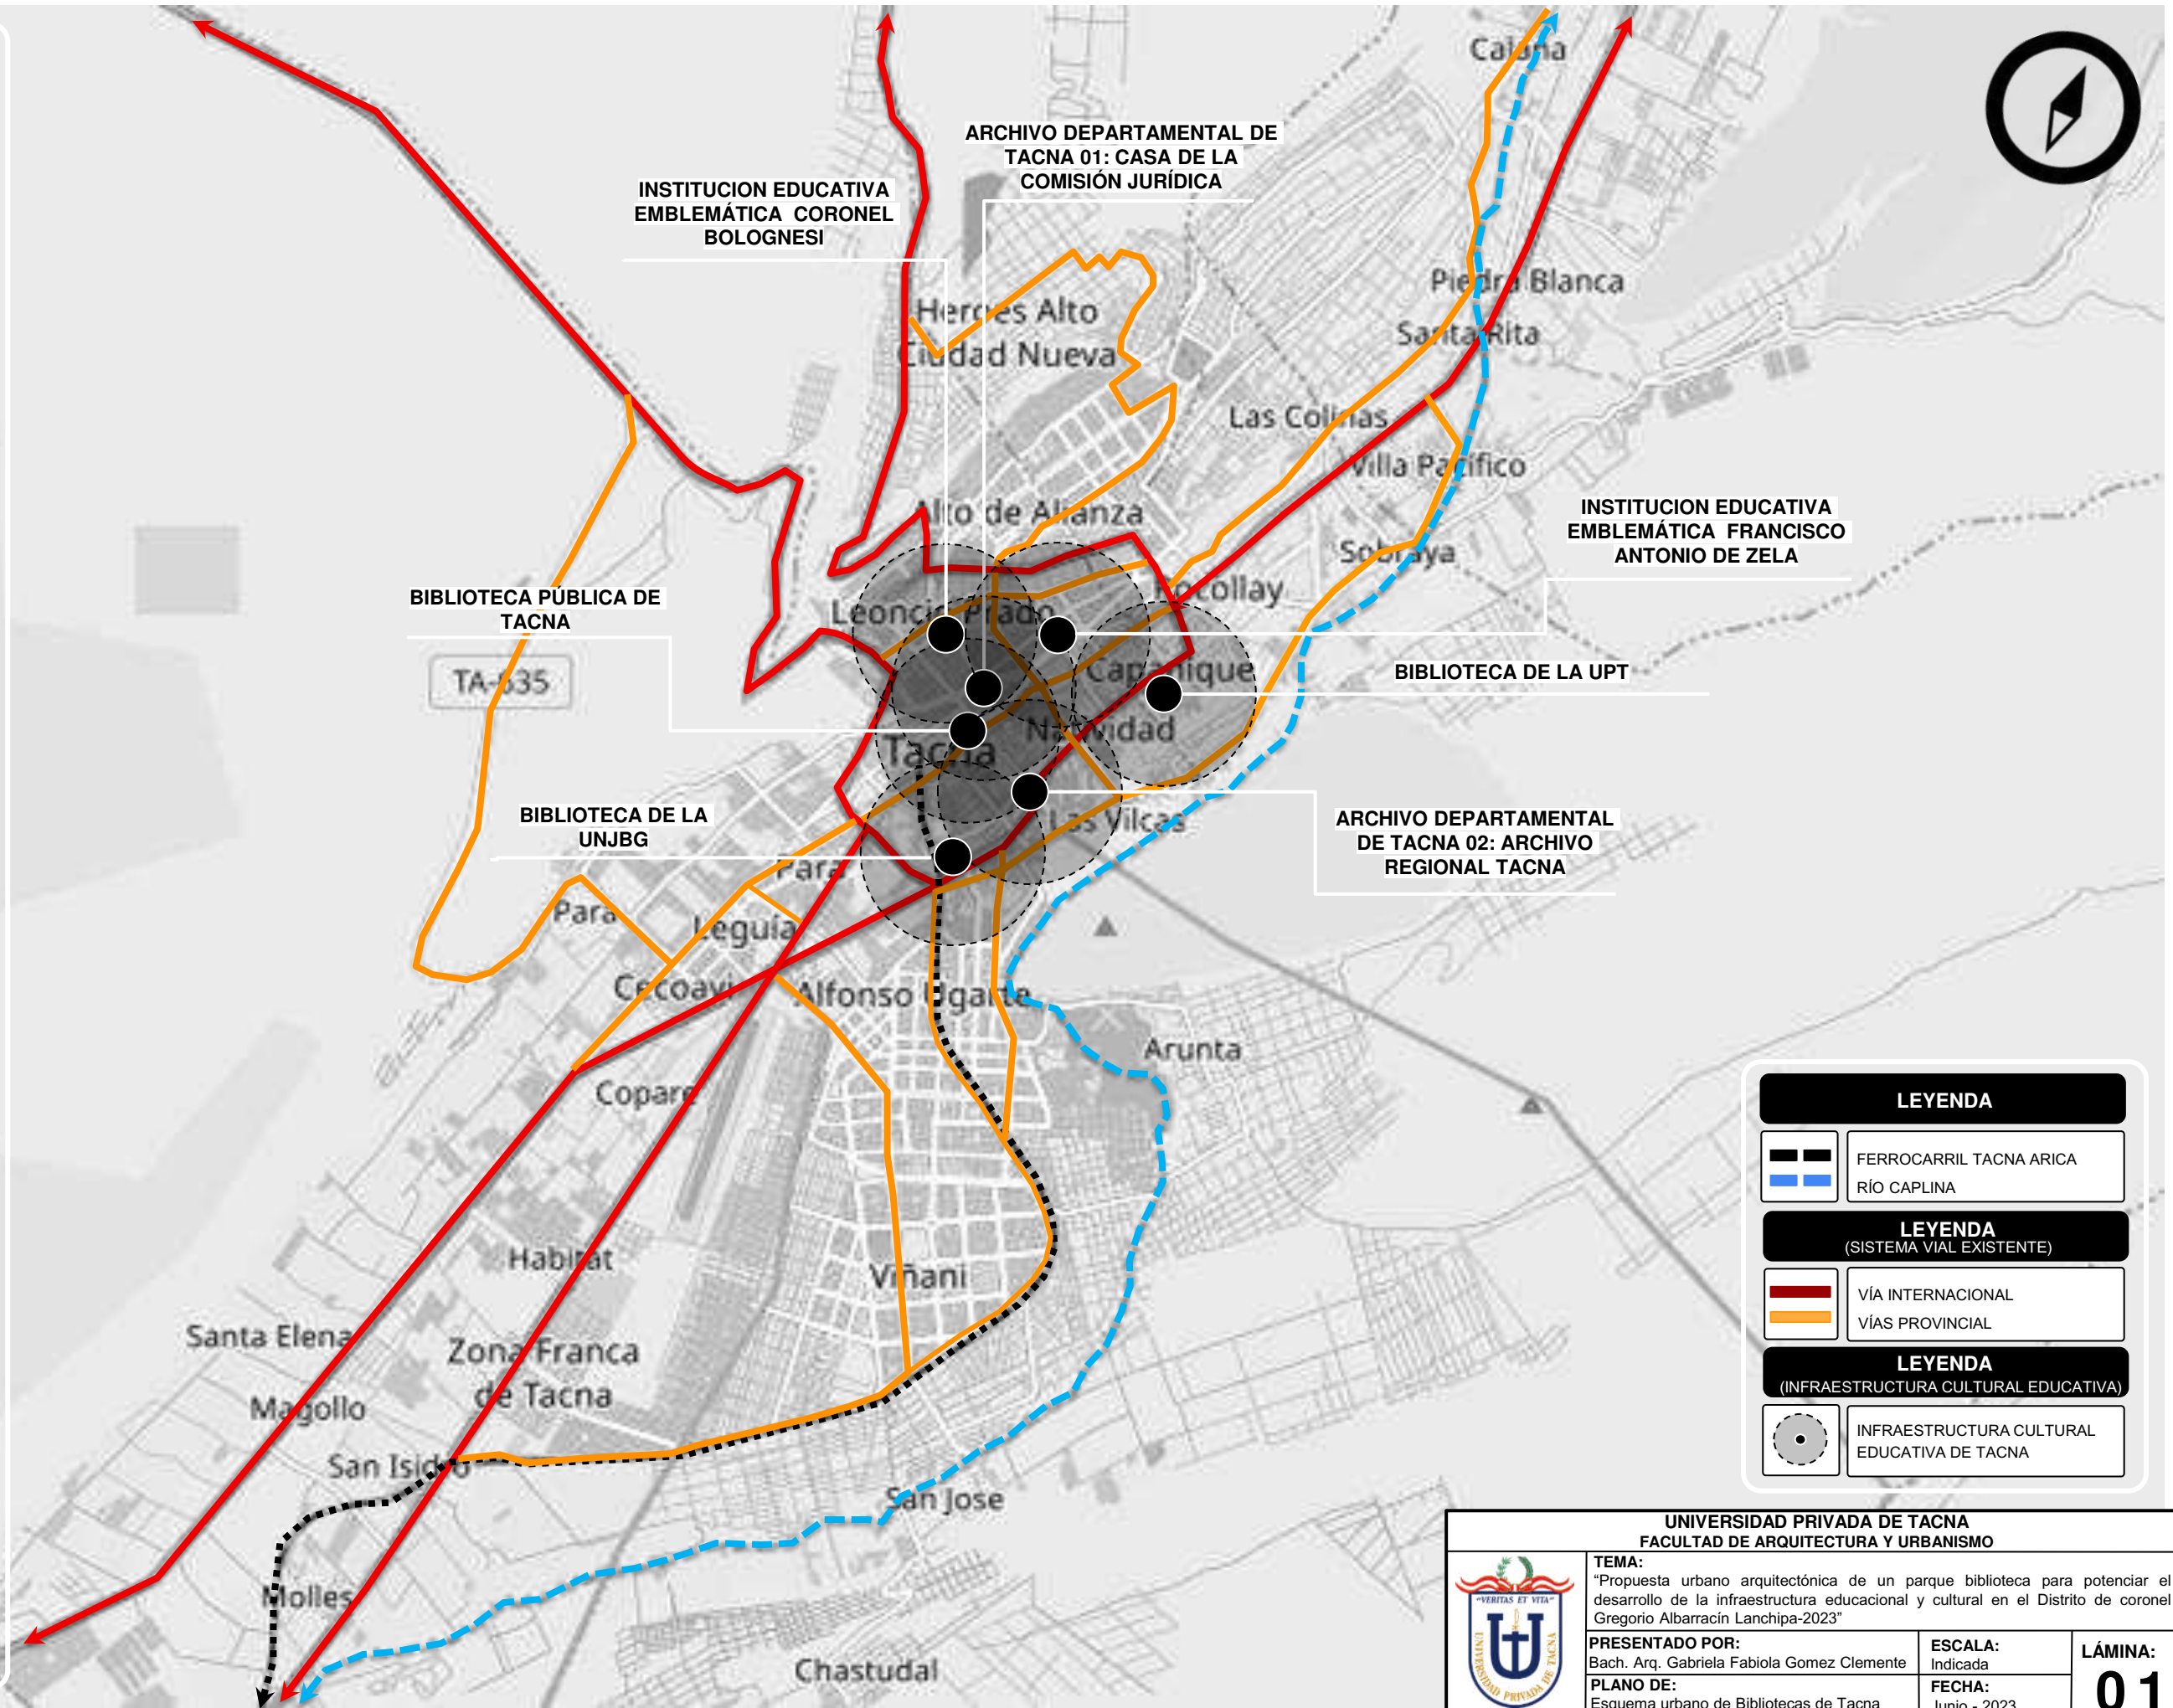 Calana
ARCHIVO DEPARTAMENTAL DE
TACNA 01: CASA DE LA
COMISIÓN JURÍDICA
INSTITUCION EDUCATIVA
EMBLEMÁTICA CORONEL
BOLOGNESI
Piedra Blanca
Heroes Alto
Ciudad Nueva
Santa Rita
Las Colinas
Villa Pacífico
Alto de Alianza
INSTITUCION EDUCATIVA
EMBLEMÁTICA FRANCISCO
ANTONIO DE ZELA
Sobraya
Pocollay
BIBLIOTECA PÚBLICA DE
TACNA
Leoncio Prado
TA-635
Capanique
BIBLIOTECA DE LA UPT
Natividad
Tacna
BIBLIOTECA DE LA
UNJBG
Las Vilcas
ARCHIVO DEPARTAMENTAL
DE TACNA 02: ARCHIVO
REGIONAL TACNA
Para
Para
Leguía
Cecoavi
Alfonso Ugarte
Arunta
Copare
Habitat
Viñani
Santa Elena
Zona Franca
de Tacna
Magollo
San Isidro
San Jose
Molles
Chastudal
LEYENDA
FERROCARRIL TACNA ARICA
RÍO CAPLINA
LEYENDA
(SISTEMA VIAL EXISTENTE)
VÍA INTERNACIONAL
VÍAS PROVINCIAL
LEYENDA
(INFRAESTRUCTURA CULTURAL EDUCATIVA)
INFRAESTRUCTURA CULTURAL
EDUCATIVA DE TACNA
UNIVERSIDAD PRIVADA DE TACNA
FACULTAD DE ARQUITECTURA Y URBANISMO
"VERITAS ET VITA"
UNIVERSIDAD PRIVADA DE TACNA
TEMA:
“Propuesta urbano arquitectónica de un parque biblioteca para potenciar el
desarrollo de la infraestructura educacional y cultural en el Distrito de coronel
Gregorio Albarracín Lanchipa-2023”
PRESENTADO POR:
Bach. Arq. Gabriela Fabiola Gomez Clemente
ESCALA:
Indicada
LÁMINA:
01
PLANO DE:
Esquema urbano de Bibliotecas de Tacna
FECHA:
Junio - 2023